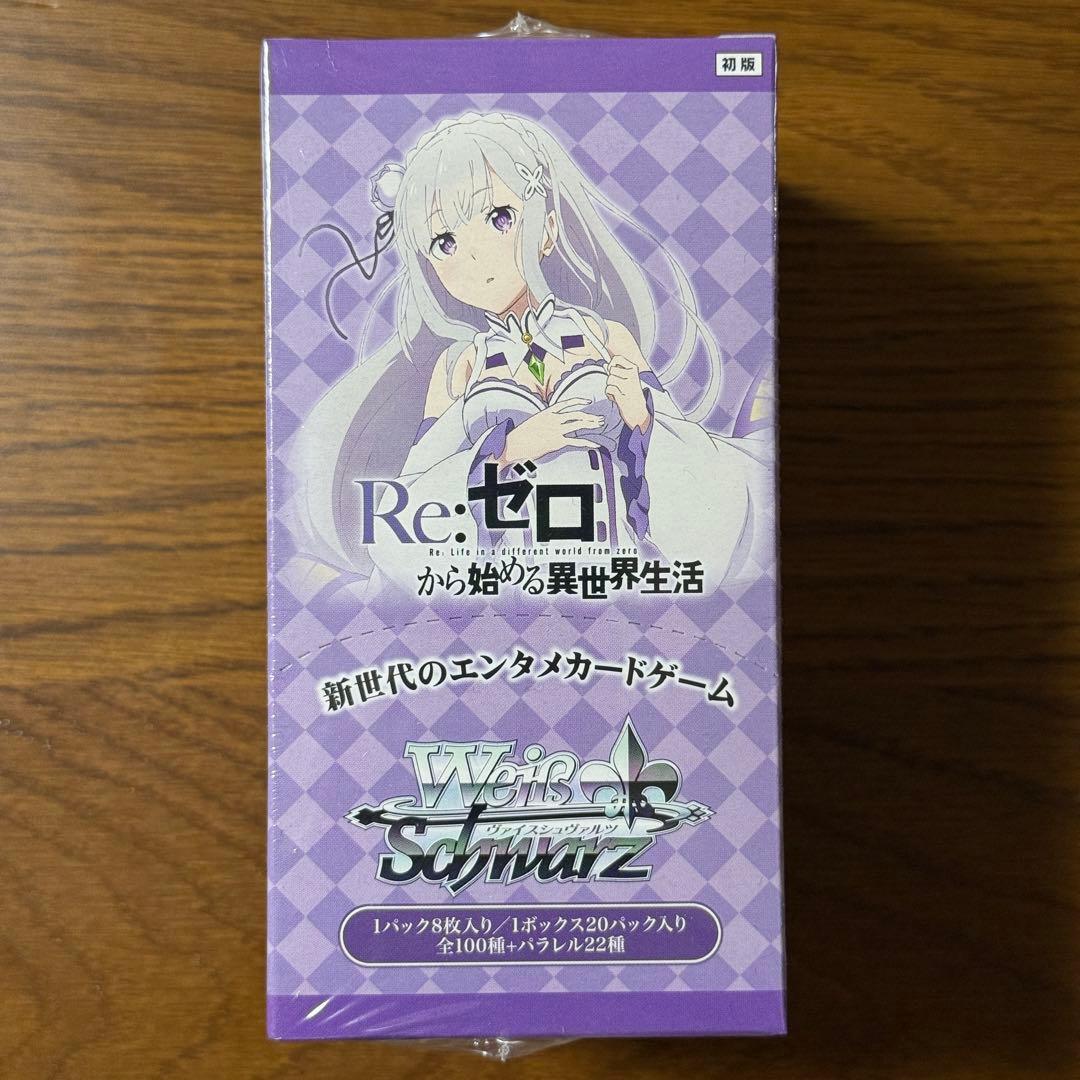 初版
Re:ゼロ
Re: Life in a different world from zero
から始める異世界生活
新世代のエンタメカードゲーム
Weiß
ヴァイスシュヴァルツ
Schwarz
1パック8枚入り/1ボックス20パック入り
全100種+パラレル22種